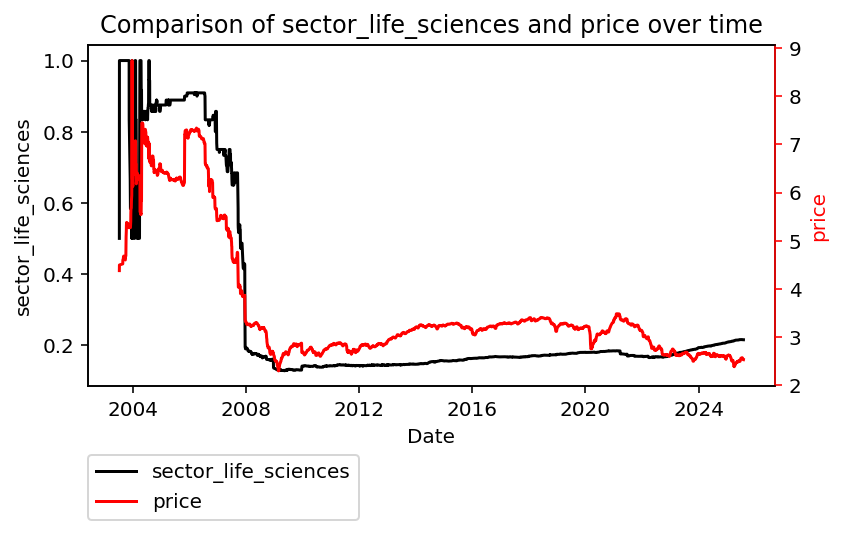 Comparison of sector_life_sciences and price over time
1.0
0.8
0.6
0.4
0.2
sector_life_sciences
9
8
7
6
5
4
3
2
price
2004 2008 2012 2016 2020 2024
Date
sector_life_sciences
price